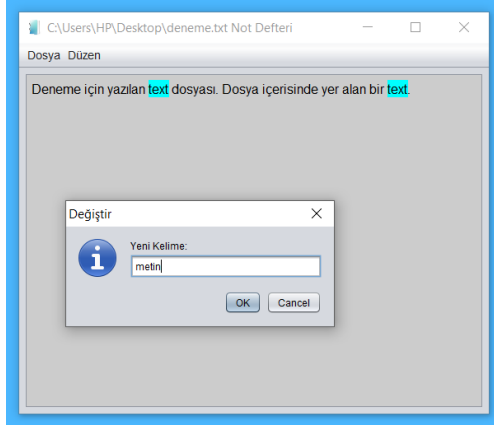 C:\Users\HP\Desktop\deneme.txt Not Defteri
Dosya Düzen
Deneme için yazılan text dosyası. Dosya içerisinde yer alan bir text.
Değiştir
Yeni Kelime:
metin
OK Cancel